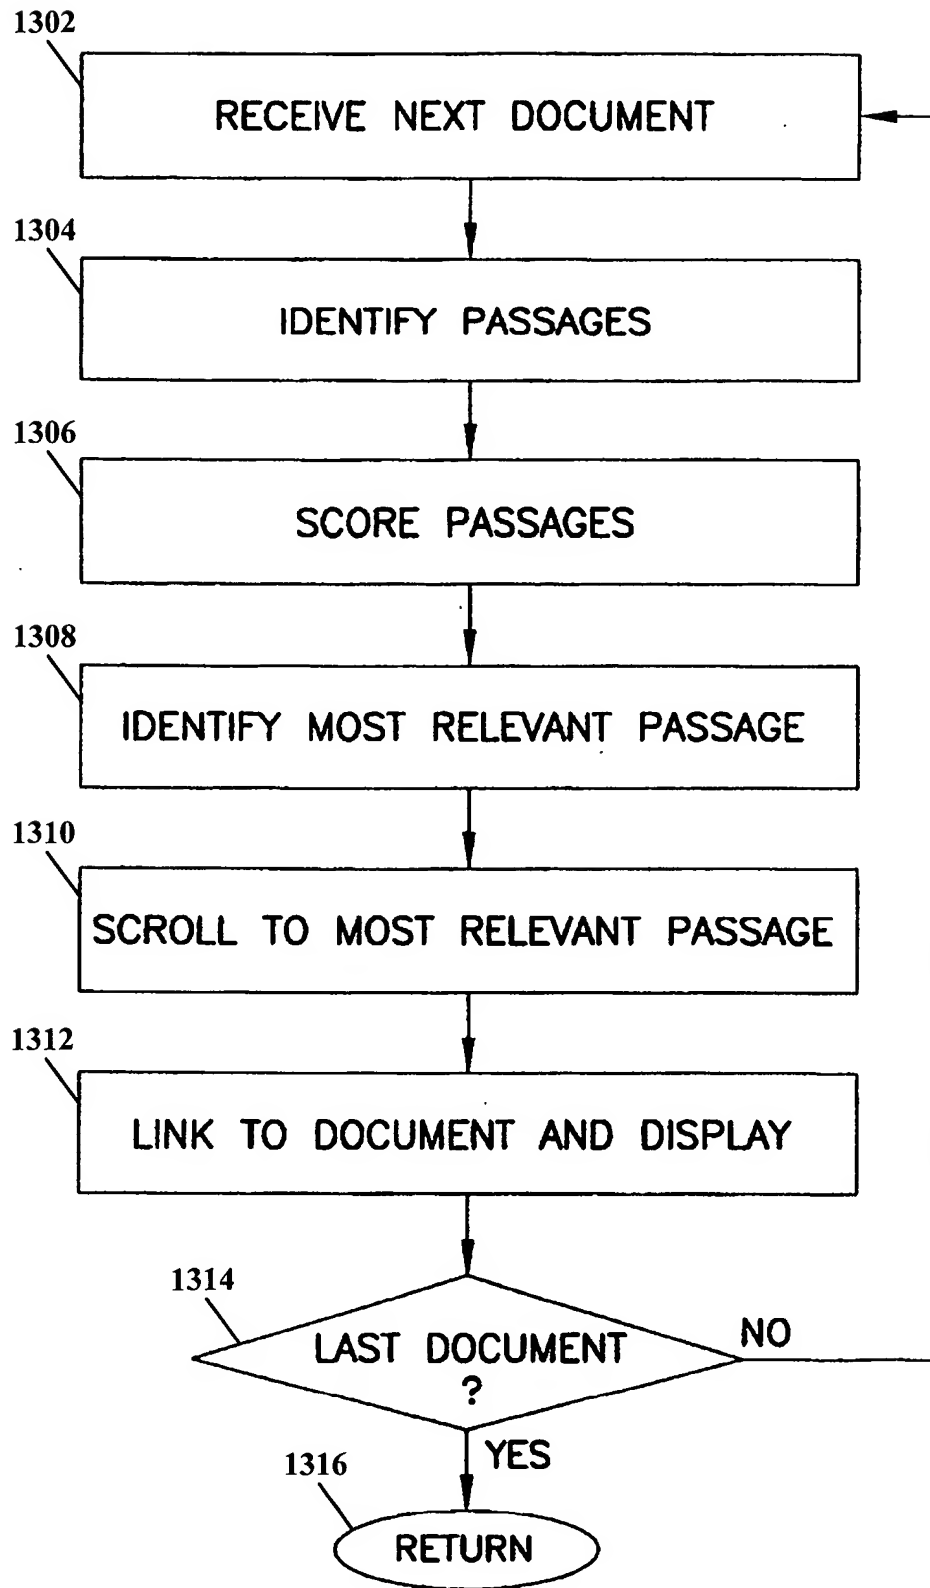 1302
RECEIVE NEXT DOCUMENT
1304
IDENTIFY PASSAGES
1306
SCORE PASSAGES
1308
IDENTIFY MOST RELEVANT PASSAGE
1310
SCROLL TO MOST RELEVANT PASSAGE
1312
LINK TO DOCUMENT AND DISPLAY
1314
LAST DOCUMENT
?
NO
YES
1316
RETURN